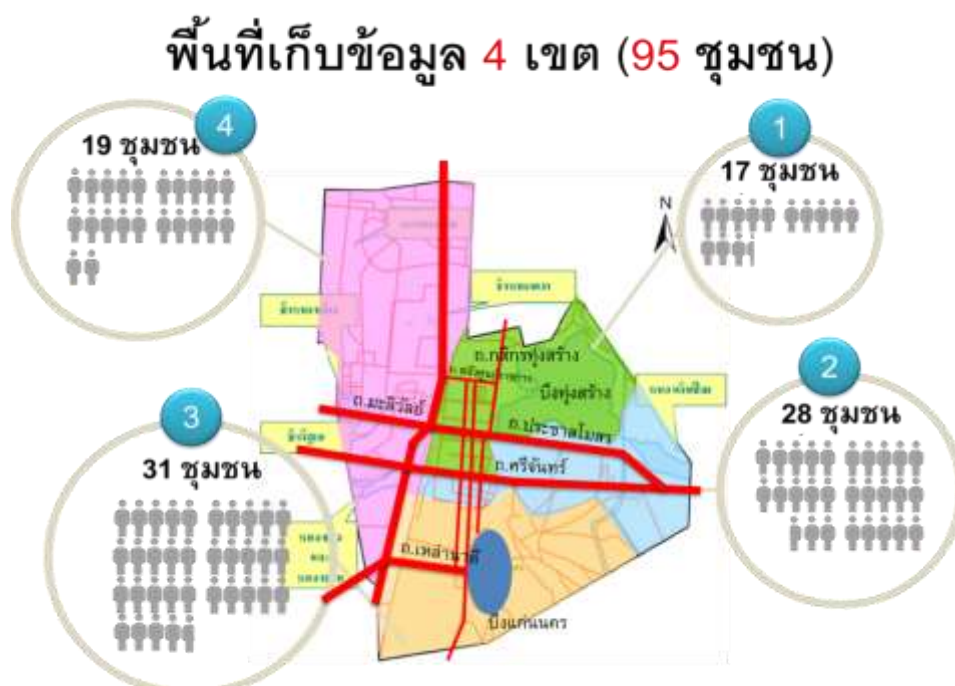 พื้นที่เก็บข้อมูล 4 เขต (95 ชุมชน)
4
19 ชุมชน
1
17 ชุมชน
N
ถ.กสิกรทุ่งสร้าง
บึงทุ่งสร้าง
2
28 ชุมชน
ถ.มะลิวัลย์
ถ.ประชาสโมสร
3
31 ชุมชน
ถ.ศรีจันทร์
ถ.เหล่านาดี
บึงแก่นนคร